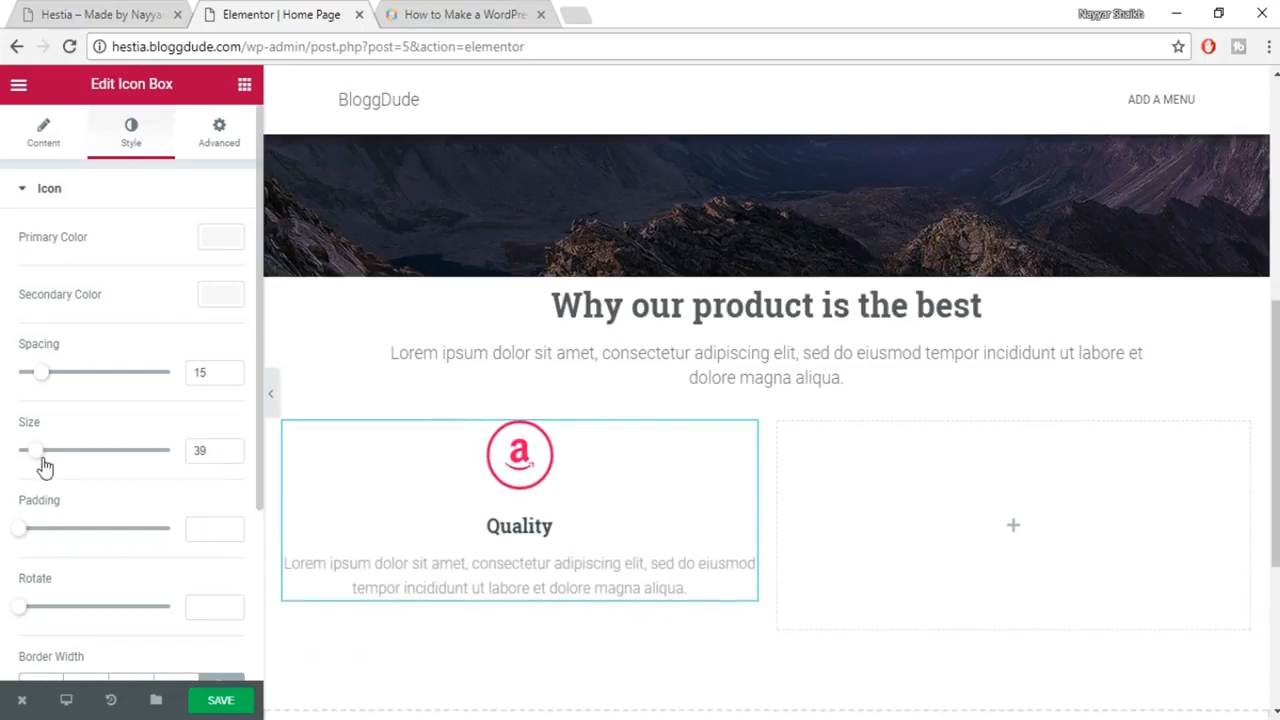 Hestia – Made by Nayya
Elementor | Home Page
How to Make a WordPre
Nayyar Shaikh
hestia.bloggdude.com/wp-admin/post.php?post=5&action=elementor
Edit Icon Box
Content
Style
Advanced
Icon
Primary Color
Secondary Color
Spacing
15
Size
39
Padding
Rotate
Border Width
SAVE
BloggDude
ADD A MENU
Why our product is the best
Lorem ipsum dolor sit amet, consectetur adipiscing elit, sed do eiusmod tempor incididunt ut labore et
dolore magna aliqua.
Quality
Lorem ipsum dolor sit amet, consectetur adipiscing elit, sed do eiusmod
tempor incididunt ut labore et dolore magna aliqua.